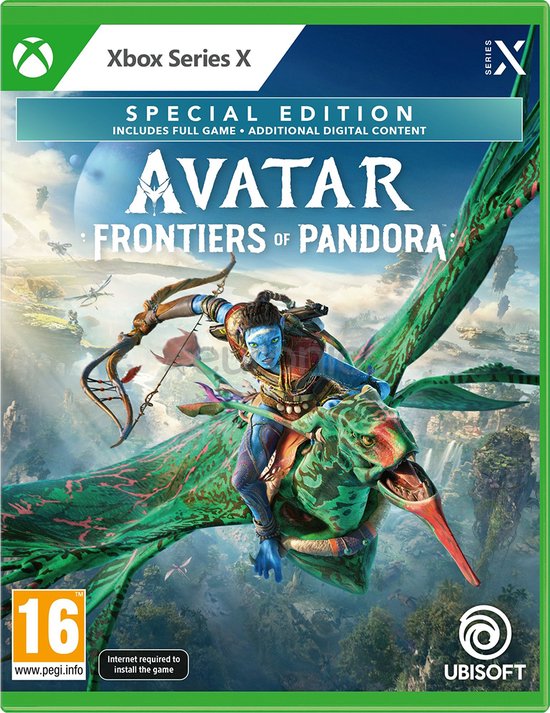 Xbox Series X
SERIES X
SPECIAL EDITION
INCLUDES FULL GAME • ADDITIONAL DIGITAL CONTENT
AVATAR
FRONTIERS OF PANDORA™
16
www.pegi.info
Internet required to
install the game
UBISOFT